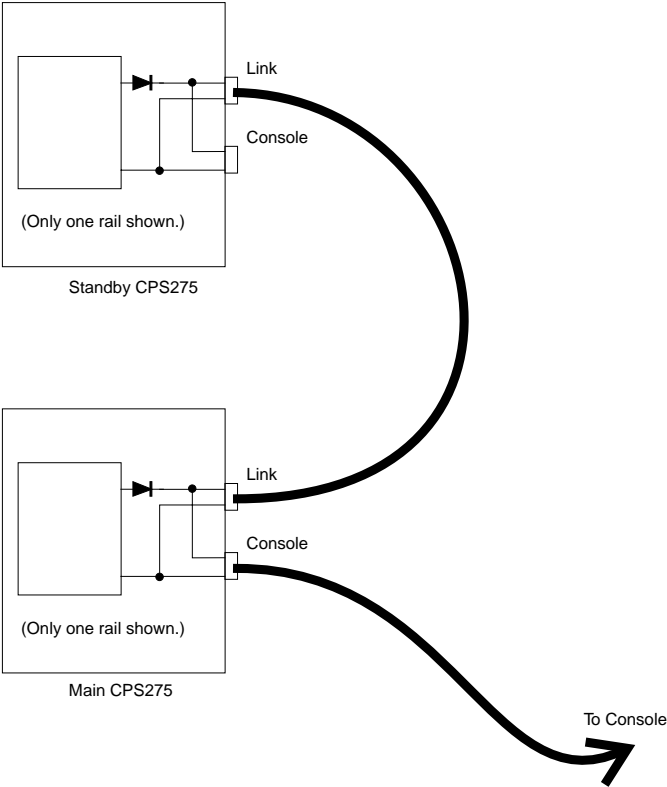 Link
Console
(Only one rail shown.)
Standby CPS275
Link
Console
(Only one rail shown.)
Main CPS275
To Console